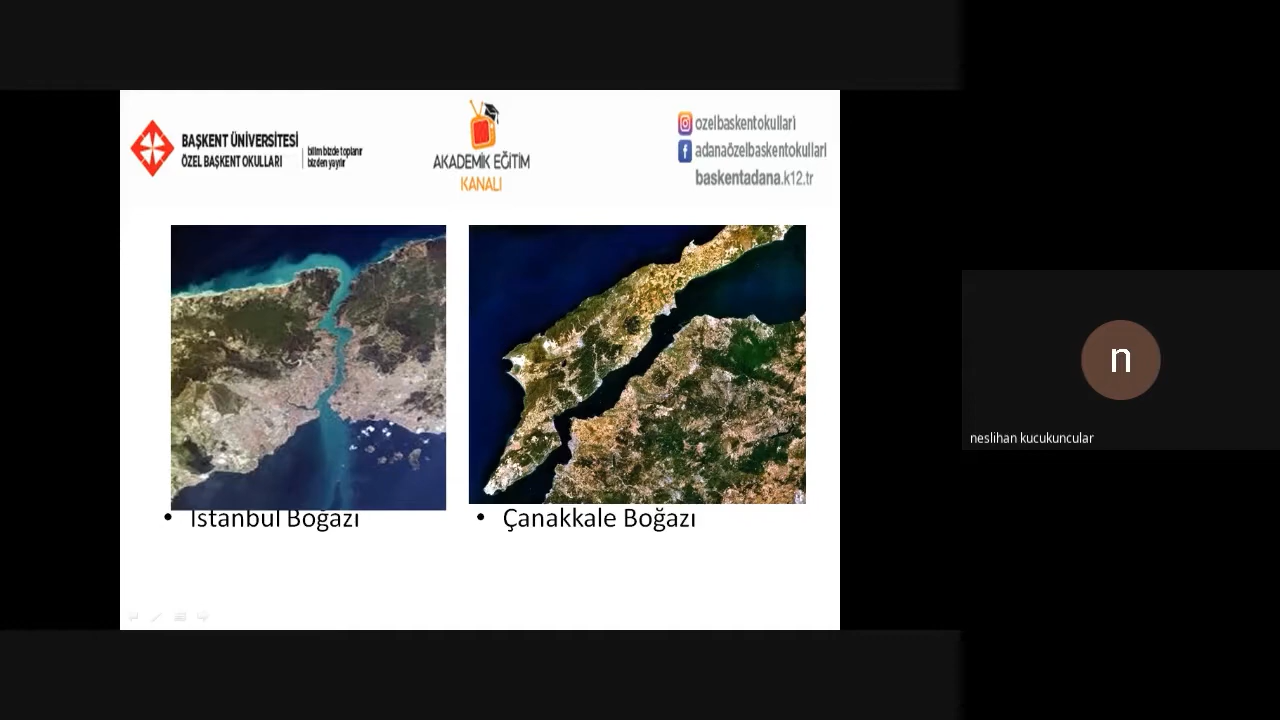 BAŞKENT ÜNİVERSİTESİ
ÖZEL BAŞKENT OKULLARI
bilim bizde toplanır
bizden yayılır
AKADEMİK EĞİTİM
KANALI
ozelbaskentokullari
adanaözelbaskentokullari
baskentadana.k12.tr
• İstanbul Boğazı
• Çanakkale Boğazı
n
neslihan kucukuncular